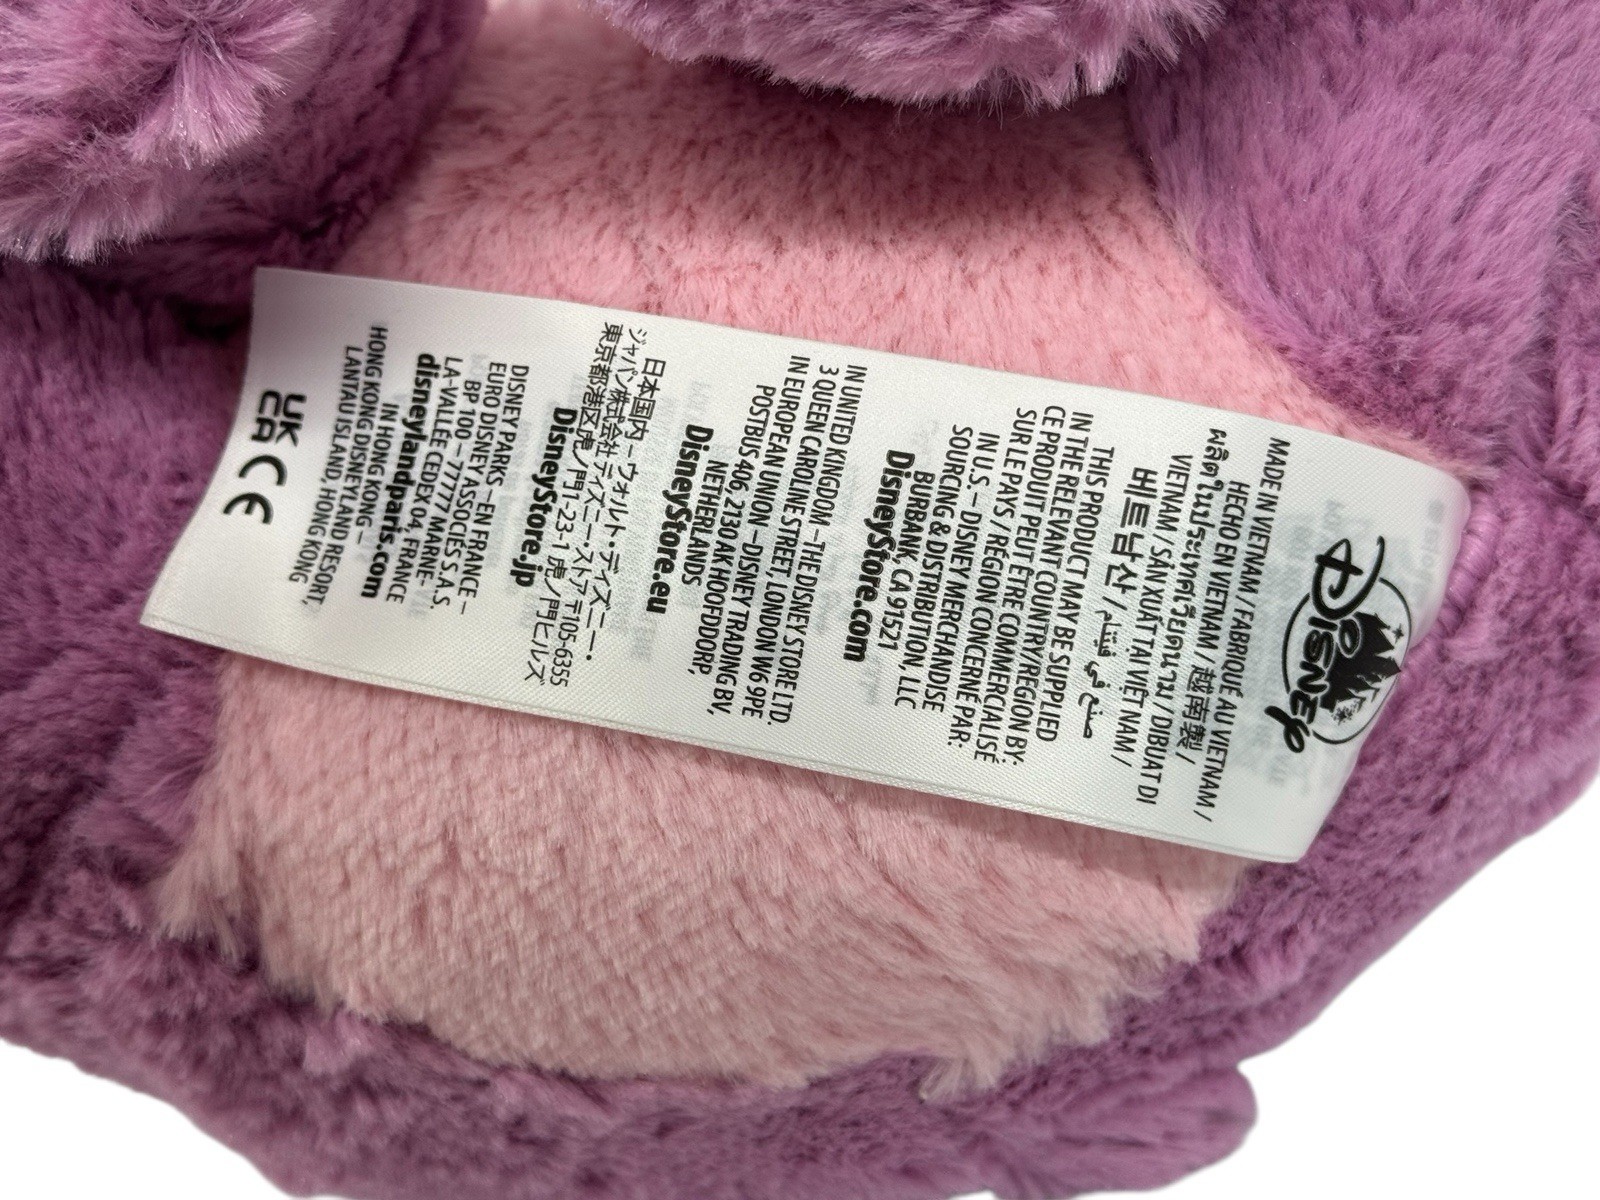 Disney
MADE IN VIETNAM / FABRIQUÉ AU VIETNAM /
HECHO EN VIETNAM / 越南製 /
ผลิตในประเทศเวียดนาม / DIBUAT DI
VIETNAM / SẢN XUẤT TẠI VIỆT NAM /
비트남산 / صنع في فيتنام
THIS PRODUCT MAY BE SUPPLIED
IN THE RELEVANT COUNTRY/REGION BY:
CE PRODUIT PEUT ÊTRE COMMERCIALISÉ
SUR LE PAYS / RÉGION CONCERNÉ PAR:
IN U.S. – DISNEY MERCHANDISE
SOURCING & DISTRIBUTION, LLC
BURBANK, CA 91521
DisneyStore.com
IN UNITED KINGDOM – THE DISNEY STORE LTD.
3 QUEEN CAROLINE STREET, LONDON W6 9PE
IN EUROPEAN UNION – DISNEY TRADING BV,
POSTBUS 406, 2130 AK HOOFDDORP,
NETHERLANDS
DisneyStore.eu
日本国内 – ウォルト・ディズニー・
ジャパン株式会社 ディズニー・ストア 〒105-6355
東京都港区虎ノ門1-23-1 虎ノ門ヒルズ
DisneyStore.jp
DISNEY PARKS – EN FRANCE –
EURO DISNEY ASSOCIÉS S.A.S.
BP 100 – 77777 MARNE-
LA-VALLÉE CEDEX 04, FRANCE
disneylandparis.com
IN HONG KONG –
HONG KONG DISNEYLAND RESORT,
LANTAU ISLAND, HONG KONG
UK
CA CE